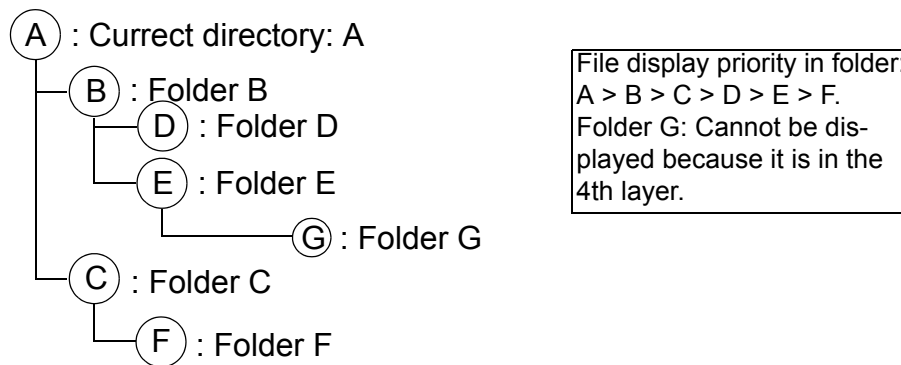 A : Currect directory: A
B : Folder B
D : Folder D
E : Folder E
G : Folder G
C : Folder C
F : Folder F
File display priority in folder:
A > B > C > D > E > F.
Folder G: Cannot be dis-
played because it is in the
4th layer.